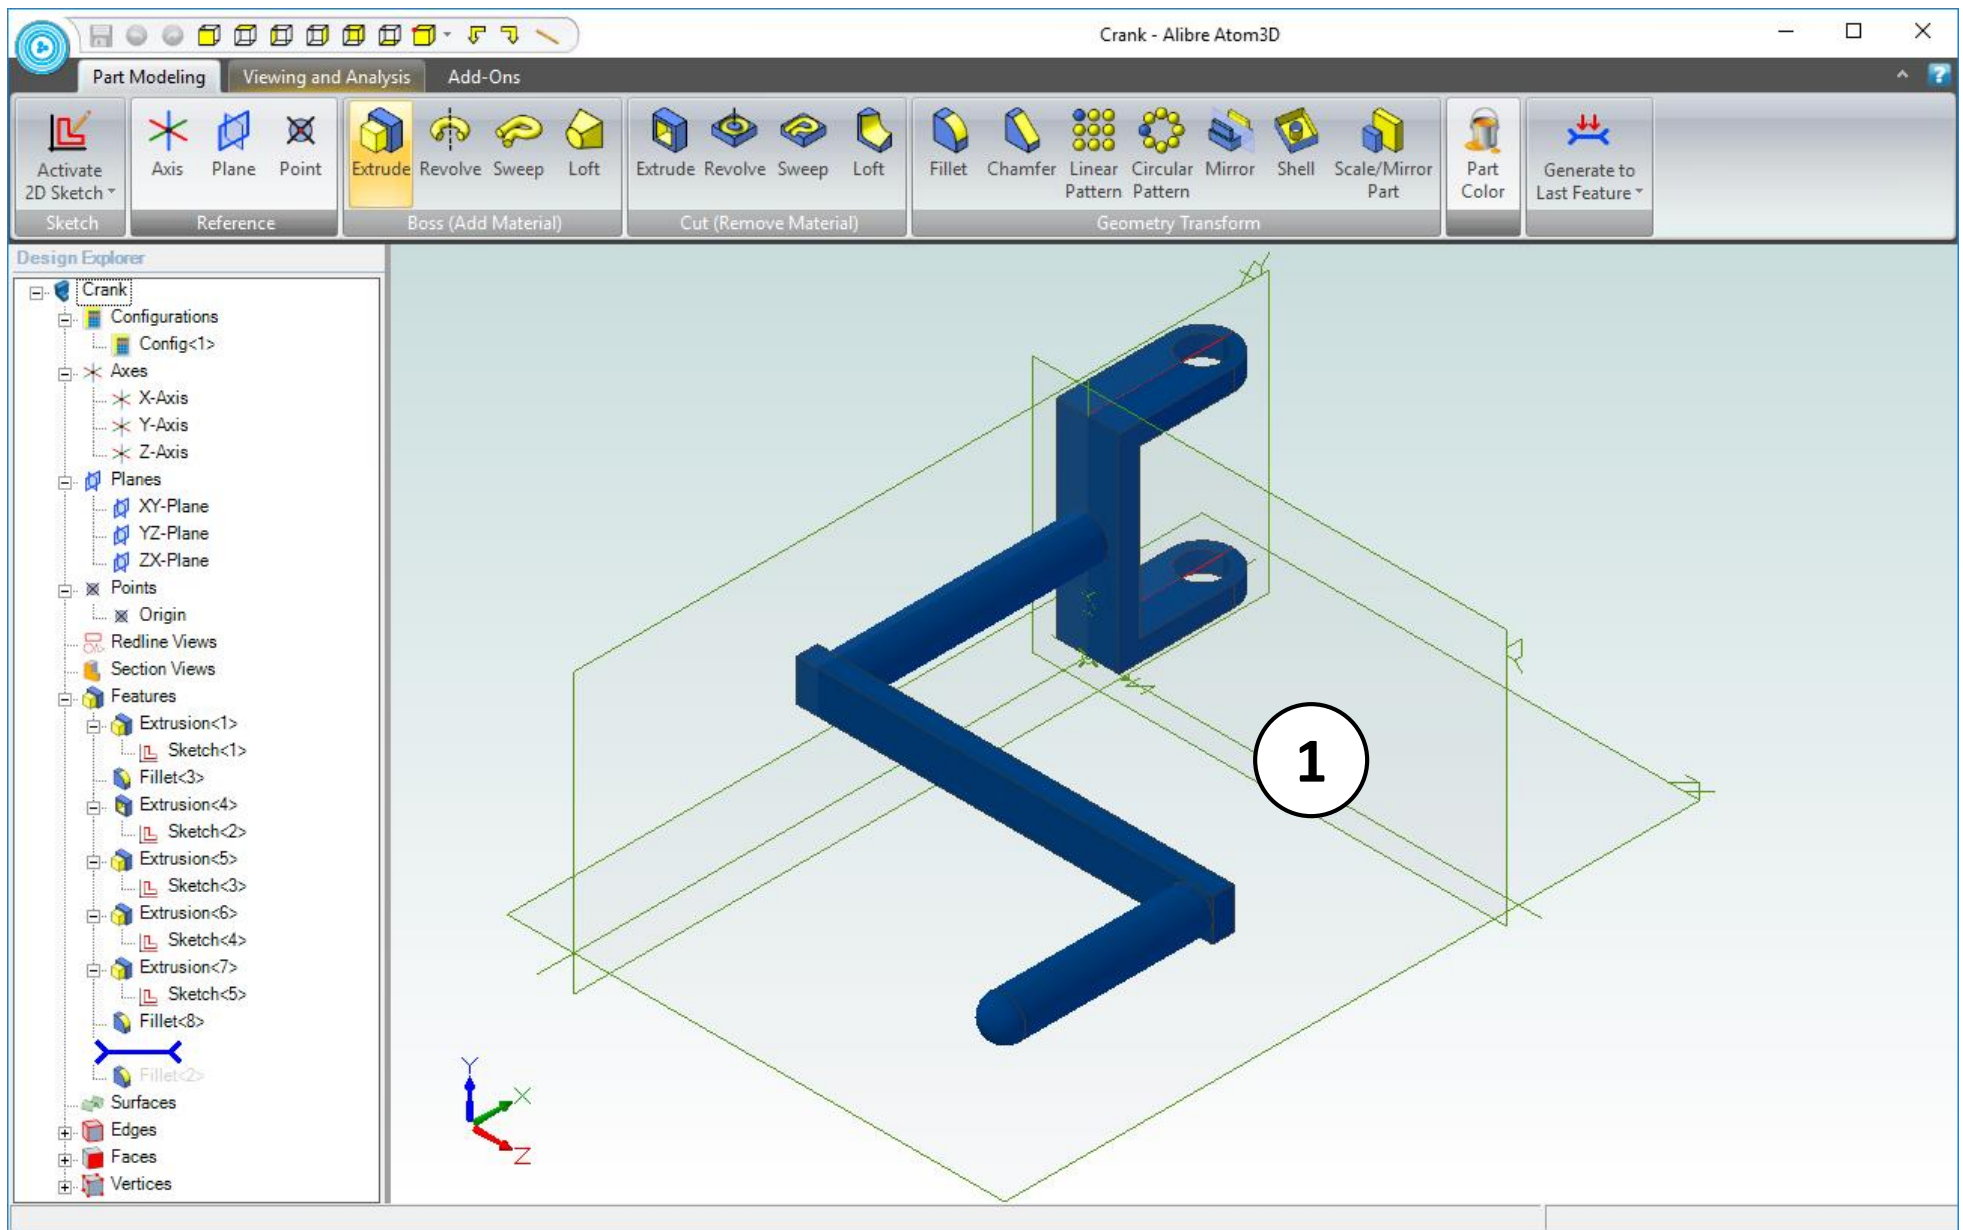 Crank - Alibre Atom3D
Part Modeling Viewing and Analysis Add-Ons
Activate 2D Sketch
Axis Plane Point
Extrude Revolve Sweep Loft
Extrude Revolve Sweep Loft
Fillet Chamfer Linear Pattern Circular Pattern Mirror Shell Scale/Mirror Part
Part Color
Generate to Last Feature
Sketch Reference Boss (Add Material) Cut (Remove Material) Geometry Transform
Design Explorer
Crank
Configurations
Config<1>
Axes
X-Axis
Y-Axis
Z-Axis
Planes
XY-Plane
YZ-Plane
ZX-Plane
Points
Origin
Redline Views
Section Views
Features
Extrusion<1>
Sketch<1>
Fillet<3>
Extrusion<4>
Sketch<2>
Extrusion<5>
Sketch<3>
Extrusion<6>
Sketch<4>
Extrusion<7>
Sketch<5>
Fillet<8>
Fillet<2>
Surfaces
Edges
Faces
Vertices
1
Y
X
Z